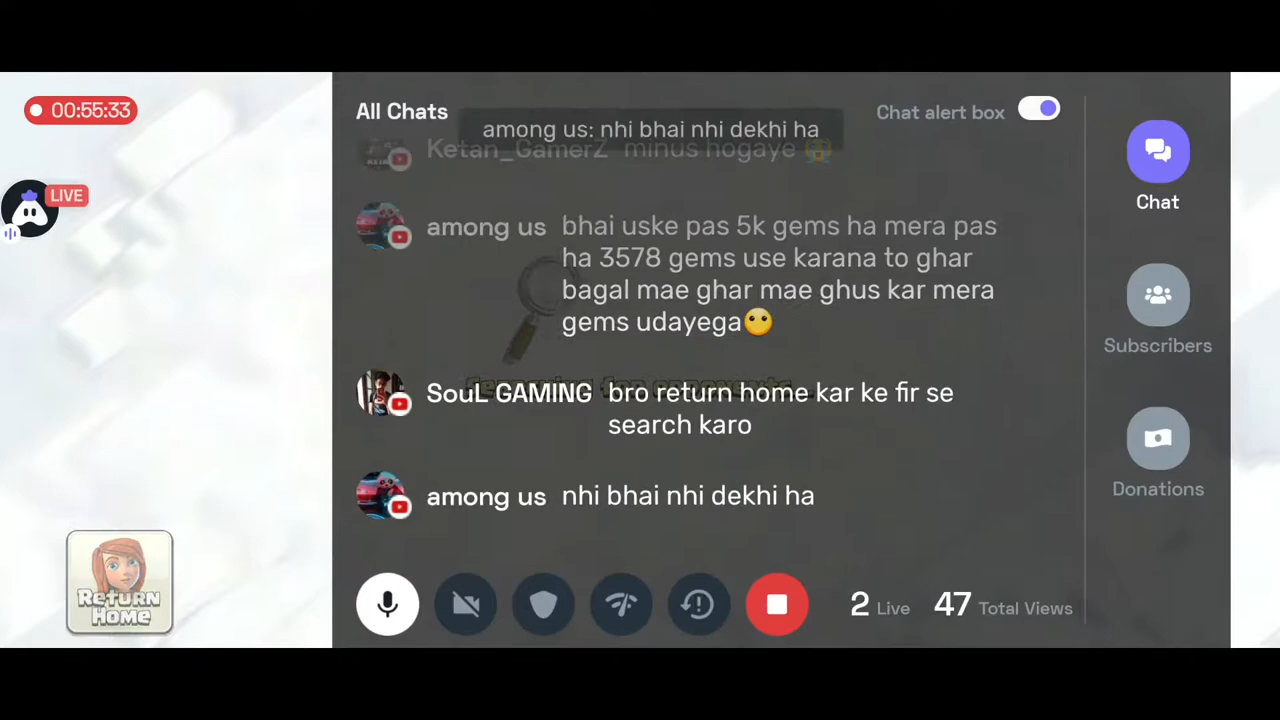 00:55:33
LIVE
All Chats
Chat alert box
among us: nhi bhai nhi dekhi ha
Ketan_GamerZ minus hogaye 😭
among us bhai uske pas 5k gems ha mera pas
ha 3578 gems use karana to ghar
bagal mae ghar mae ghus kar mera
gems udayega😶
SouL GAMING bro return home kar ke fir se
search karo
Searching for opponents...
among us nhi bhai nhi dekhi ha
Chat
Subscribers
Donations
Return
Home
2 Live 47 Total Views